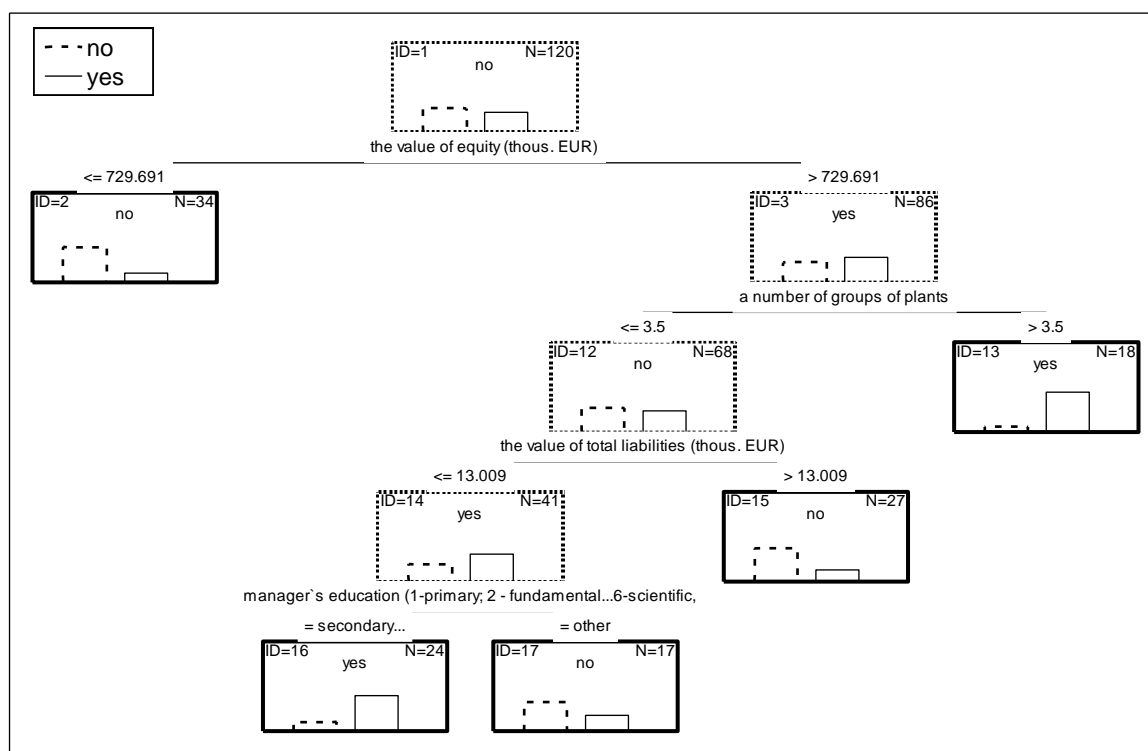 no
yes
ID=1 N=120
no
the value of equity (thous. EUR)
<= 729.691 > 729.691
ID=2 N=34 ID=3 N=86
no yes
a number of groups of plants
<= 3.5 > 3.5
ID=12 N=68 ID=13 N=18
no yes
the value of total liabilities (thous. EUR)
<= 13.009 > 13.009
ID=14 N=41 ID=15 N=27
yes no
manager`s education (1-primary; 2 - fundamental...6-scientific,
= secondary... = other
ID=16 N=24 ID=17 N=17
yes no